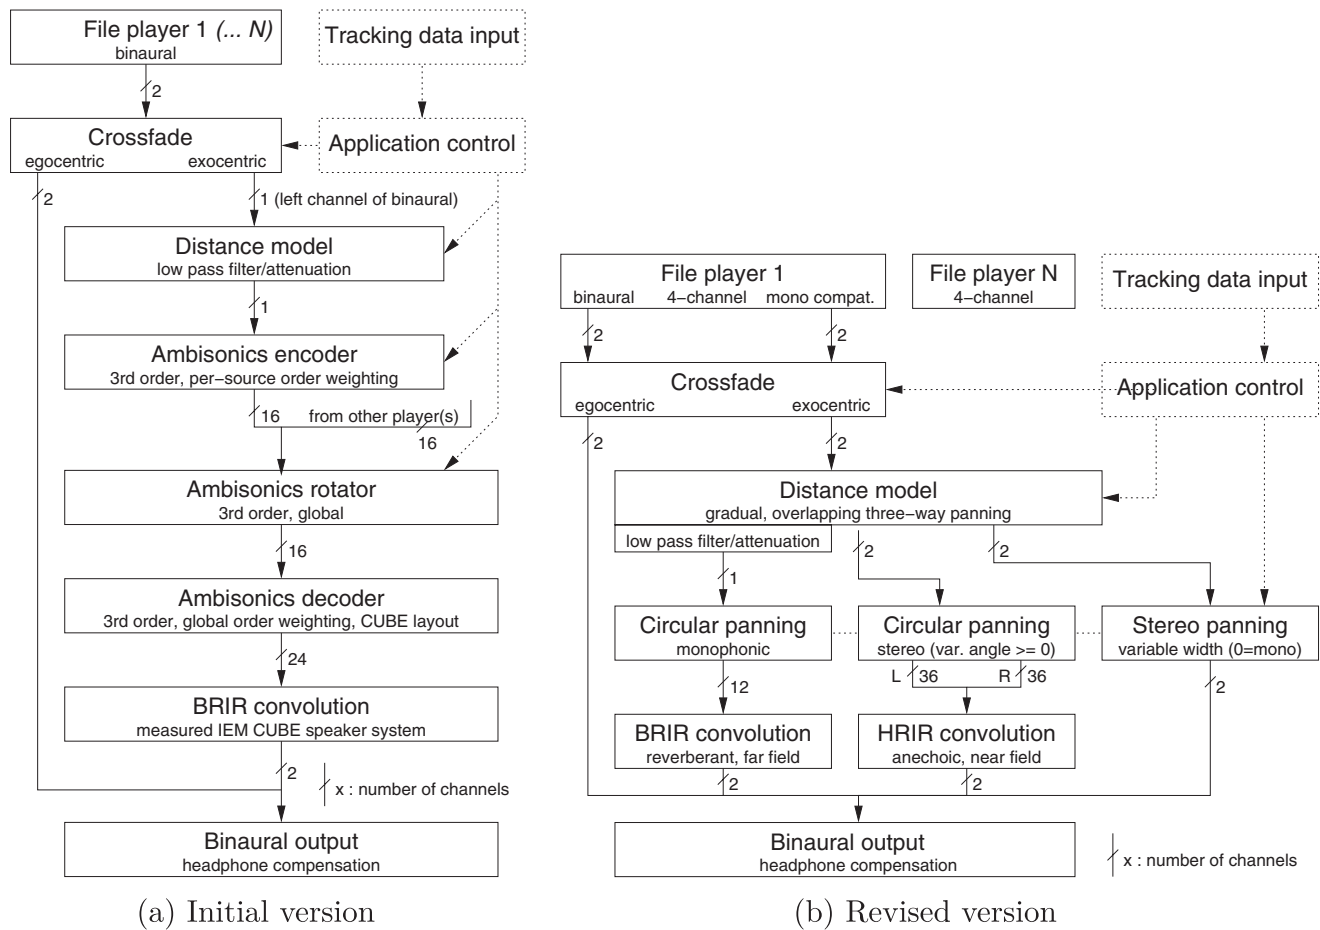 File player 1 (... N)
binaural
Tracking data input
2
Crossfade
egocentric exocentric
Application control
2
1 (left channel of binaural)
Distance model
low pass filter/attenuation
1
Ambisonics encoder
3rd order, per−source order weighting
16 from other player(s)
16
Ambisonics rotator
3rd order, global
16
Ambisonics decoder
3rd order, global order weighting, CUBE layout
24
BRIR convolution
measured IEM CUBE speaker system
2
x : number of channels
Binaural output
headphone compensation
(a) Initial version
File player 1
binaural 4−channel mono compat.
File player N
4−channel
Tracking data input
2 2
Crossfade
egocentric exocentric
Application control
2 2
Distance model
gradual, overlapping three−way panning
low pass filter/attenuation
2 2
1
Circular panning
monophonic
Circular panning
stereo (var. angle >= 0)
Stereo panning
variable width (0=mono)
12
L 36 R 36
2
BRIR convolution
reverberant, far field
HRIR convolution
anechoic, near field
2 2
Binaural output
headphone compensation
x : number of channels
(b) Revised version